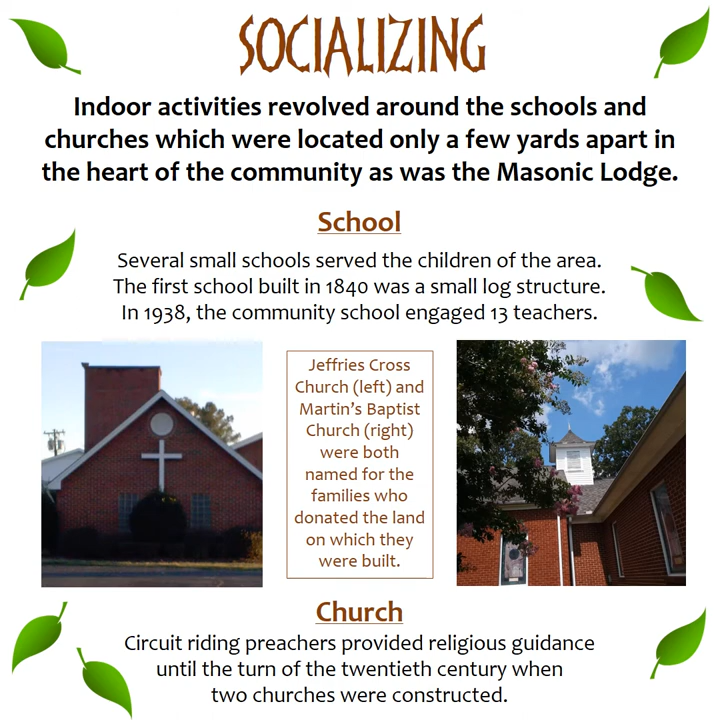 SOCIALIZING
Indoor activities revolved around the schools and
churches which were located only a few yards apart in
the heart of the community as was the Masonic Lodge.
School
Several small schools served the children of the area.
The first school built in 1840 was a small log structure.
In 1938, the community school engaged 13 teachers.
Jeffries Cross
Church (left) and
Martin's Baptist
Church (right)
were both
named for the
families who
donated the land
on which they
were built.
Church
Circuit riding preachers provided religious guidance
until the turn of the twentieth century when
two churches were constructed.